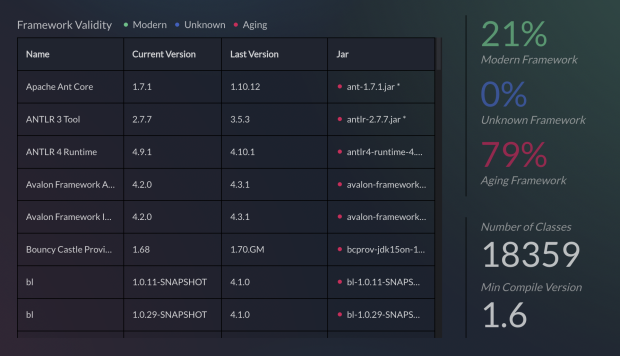 Framework Validity • Modern • Unknown • Aging
Name Current Version Last Version Jar
Apache Ant Core 1.7.1 1.10.12 • ant-1.7.1.jar *
ANTLR 3 Tool 2.7.7 3.5.3 • antlr-2.7.7.jar *
ANTLR 4 Runtime 4.9.1 4.10.1 • antlr4-runtime-4....
Avalon Framework A... 4.2.0 4.3.1 • avalon-framework...
Avalon Framework I... 4.2.0 4.3.1 • avalon-framework...
Bouncy Castle Provi... 1.68 1.70.GM • bcprov-jdk15on-1...
bl 1.0.11-SNAPSHOT 4.1.0 • bl-1.0.11-SNAPS...
bl 1.0.29-SNAPSHOT 4.1.0 • bl-1.0.29-SNAPS...
21%
Modern Framework
0%
Unknown Framework
79%
Aging Framework
Number of Classes
18359
Min Compile Version
1.6